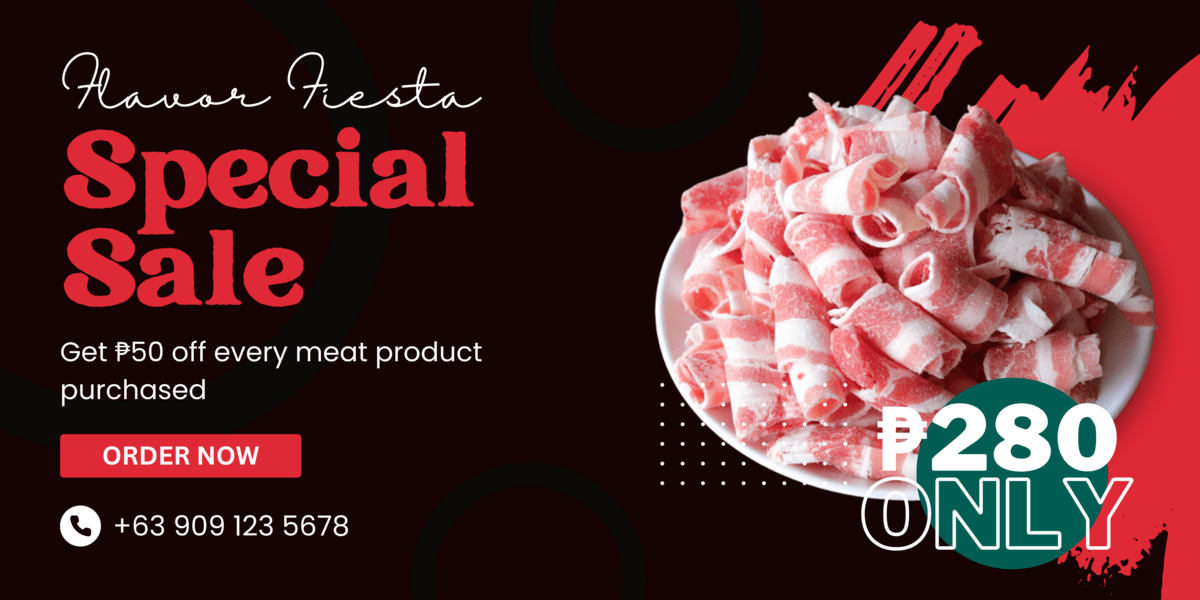 Flavor Fiesta
Special
Sale
Get ₱50 off every meat product
purchased
ORDER NOW
+63 909 123 5678
₱280
ONLY